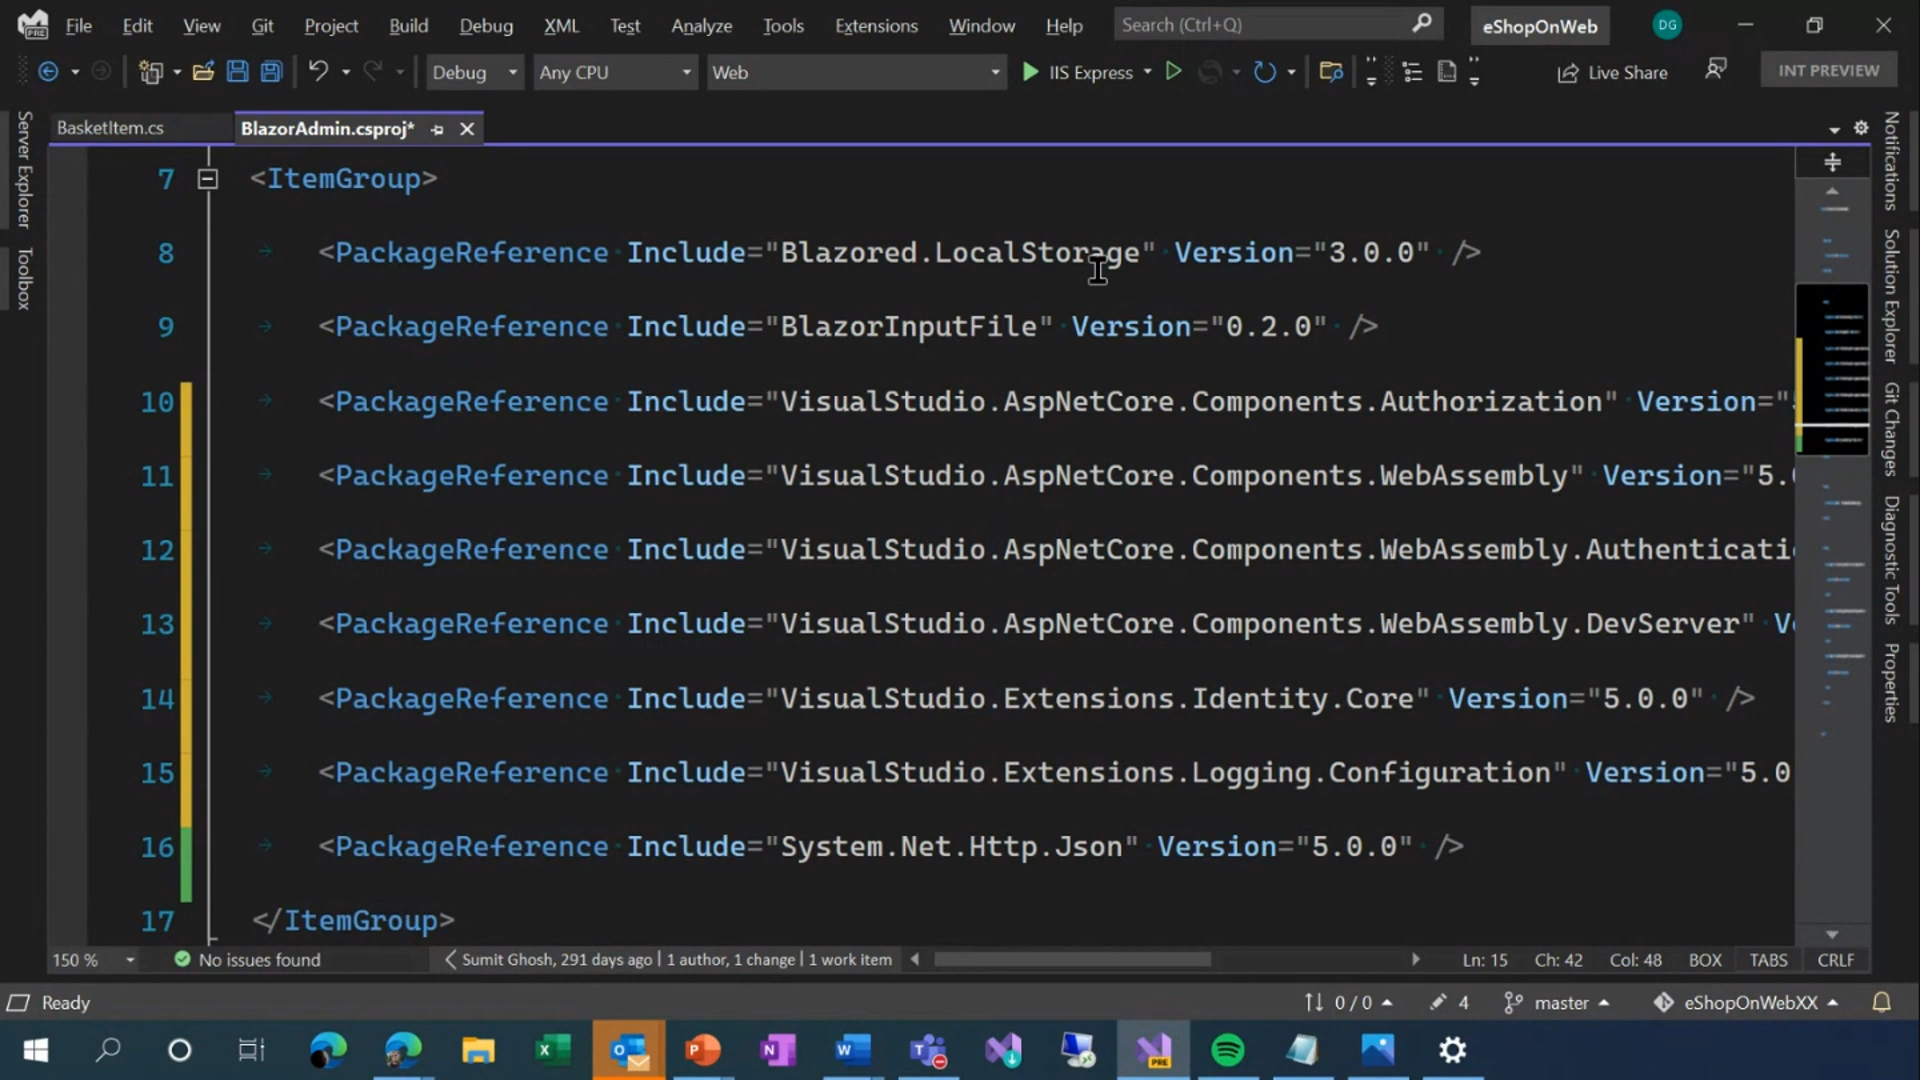 File Edit View Git Project Build Debug XML Test Analyze Tools Extensions Window Help Search (Ctrl+Q) eShopOnWeb DG
PRE
Debug Any CPU Web IIS Express Live Share INT PREVIEW
BasketItem.cs BlazorAdmin.csproj*
Server Explorer
Toolbox
7 <ItemGroup>
8 <PackageReference Include="Blazored.LocalStorage" Version="3.0.0" />
9 <PackageReference Include="BlazorInputFile" Version="0.2.0" />
10 <PackageReference Include="VisualStudio.AspNetCore.Components.Authorization" Version="
11 <PackageReference Include="VisualStudio.AspNetCore.Components.WebAssembly" Version="5.0
12 <PackageReference Include="VisualStudio.AspNetCore.Components.WebAssembly.Authenticati
13 <PackageReference Include="VisualStudio.AspNetCore.Components.WebAssembly.DevServer" Ve
14 <PackageReference Include="VisualStudio.Extensions.Identity.Core" Version="5.0.0" />
15 <PackageReference Include="VisualStudio.Extensions.Logging.Configuration" Version="5.0
16 <PackageReference Include="System.Net.Http.Json" Version="5.0.0" />
17 </ItemGroup>
Notifications
Solution Explorer
Git Changes
Diagnostic Tools
Properties
150 % No issues found Sumit Ghosh, 291 days ago | 1 author, 1 change | 1 work item Ln: 15 Ch: 42 Col: 48 BOX TABS CRLF
Ready 0 / 0 4 master eShopOnWebXX
PRE